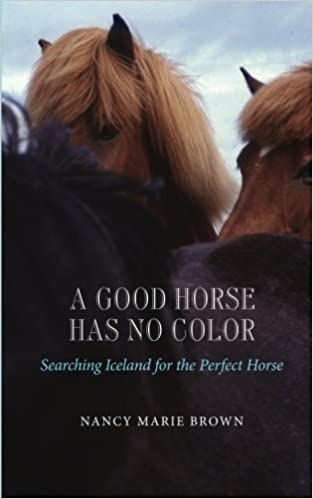 A GOOD HORSE
HAS NO COLOR
Searching Iceland for the Perfect Horse
NANCY MARIE BROWN